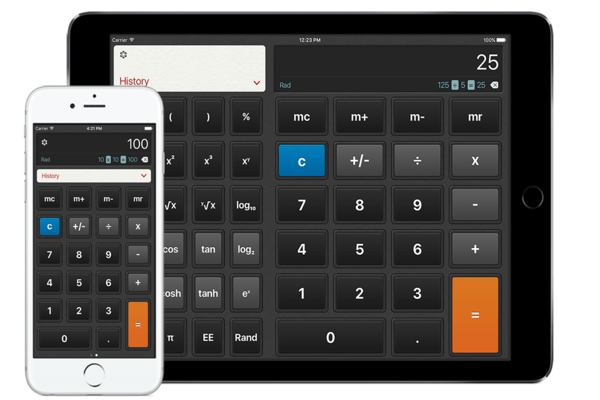 Carrier 12:23 PM 100%
25
History
Rad 125 ÷ 5 = 25
( ) % mc m+ m- mr
x² x³ xʸ c +/- ÷ x
√x ʸ√x log₁₀ 7 8 9 -
cos tan log₂ 4 5 6 +
cosh tanh eˣ 1 2 3 =
π EE Rand 0 .
Carrier 4:21 PM
100
Rad 10 x 10 = 100
History
mc m+ m- mr
c +/- ÷ x
7 8 9 -
4 5 6 +
1 2 3 =
0 .